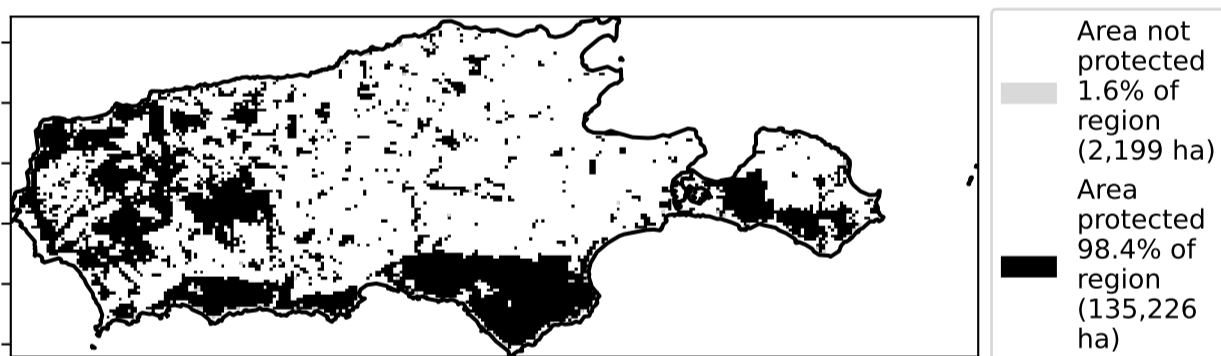 Area not
protected
1.6% of
region
(2,199 ha)
Area
protected
98.4% of
region
(135,226
ha)